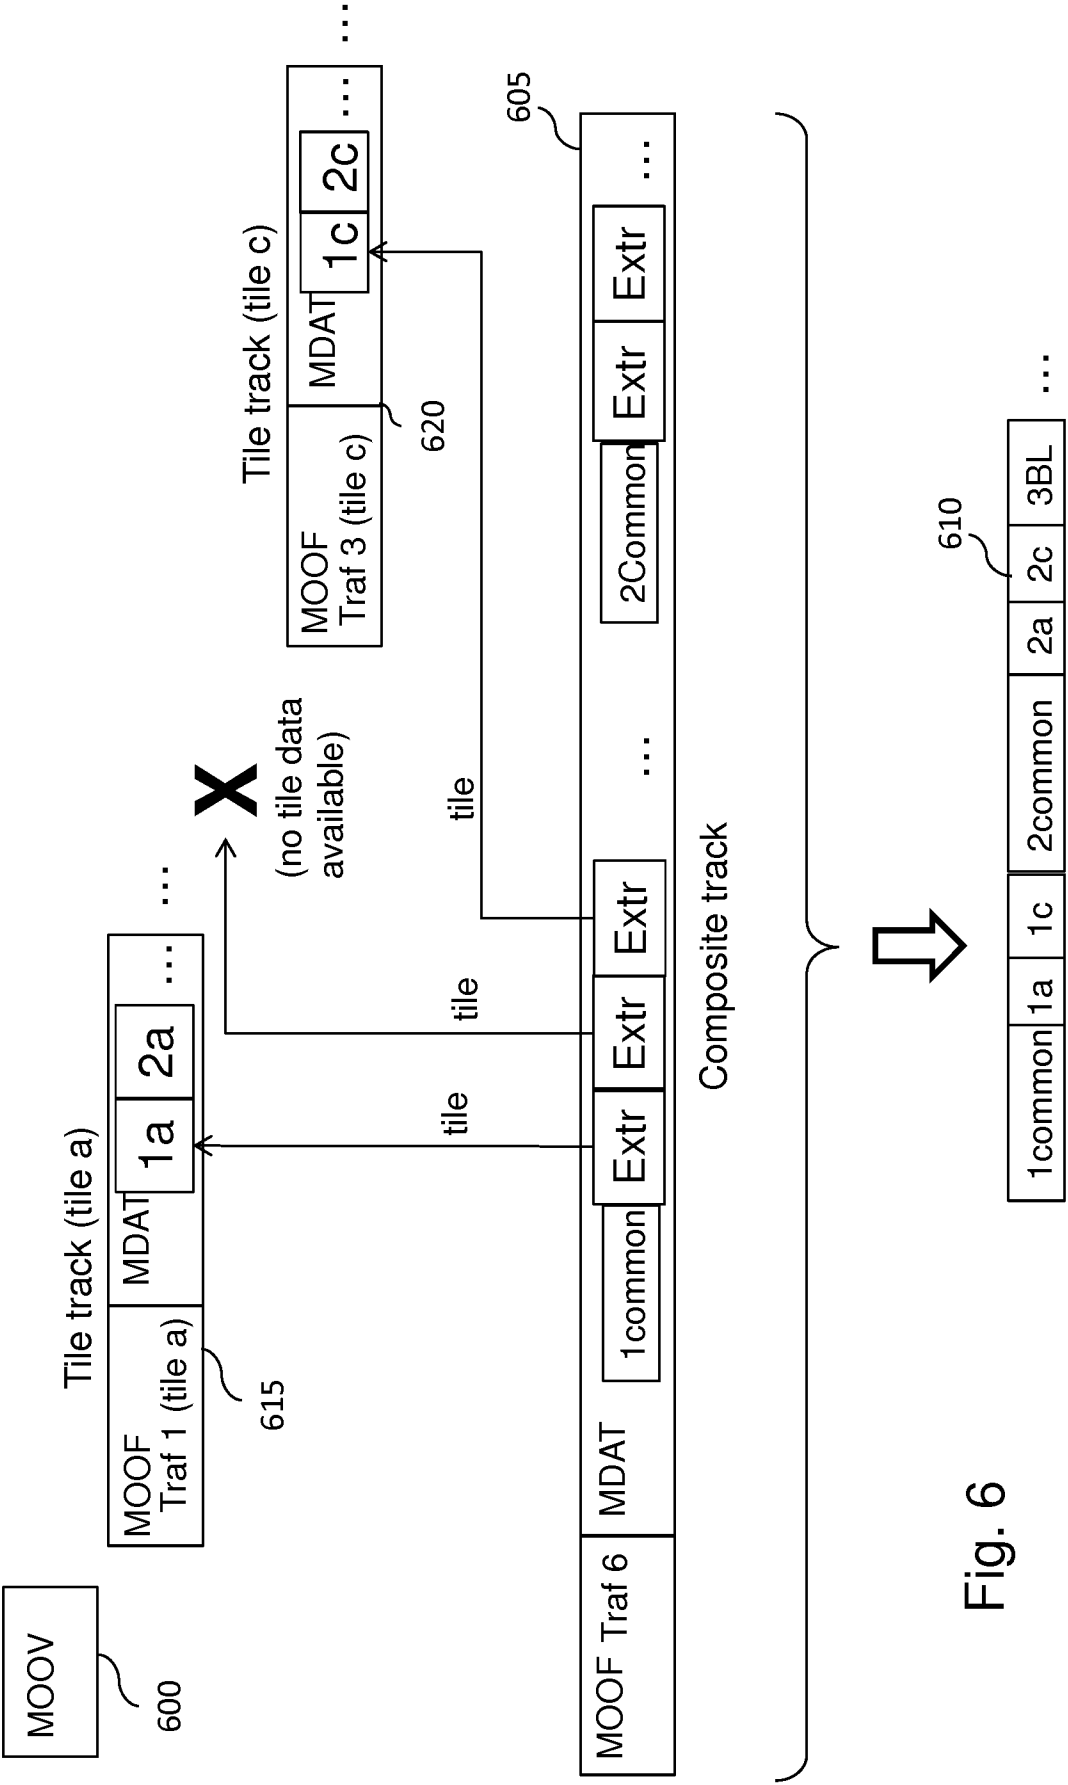 MOOV
600
Tile track (tile a)
MOOF
Traf 1 (tile a)
MDAT
1a
2a
...
...
615
X
(no tile data
available)
Tile track (tile c)
MOOF
Traf 3 (tile c)
MDAT
1c
2c
...
...
620
tile
tile
tile
605
MOOF Traf 6
MDAT
1common
Extr
Extr
Extr
...
2Common
Extr
Extr
...
Composite track
610
1common
1a
1c
2common
2a
2c
3BL
...
Fig. 6